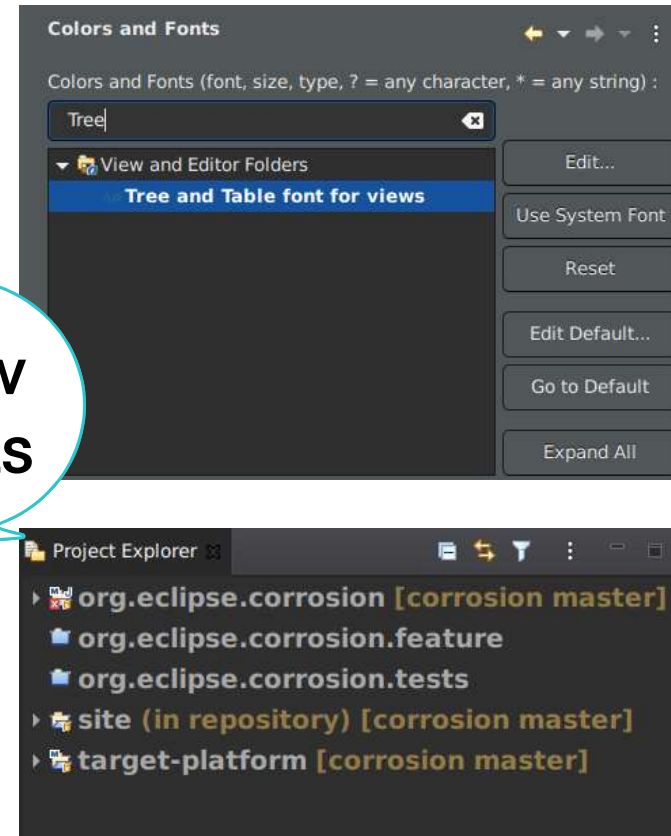 Colors and Fonts
Colors and Fonts (font, size, type, ? = any character, * = any string) :
Tree
View and Editor Folders
Tree and Table font for views
Edit...
Use System Font
Reset
Edit Default...
Go to Default
Expand All
Project Explorer
org.eclipse.corrosion [corrosion master]
org.eclipse.corrosion.feature
org.eclipse.corrosion.tests
site (in repository) [corrosion master]
target-platform [corrosion master]